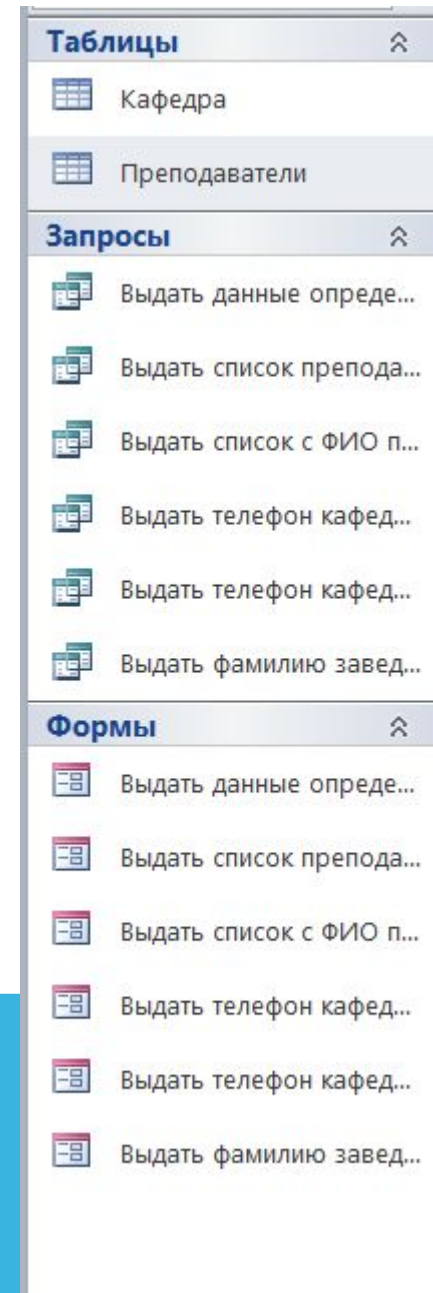 Таблицы
Кафедра
Преподаватели
Запросы
Выдать данные опреде...
Выдать список препода...
Выдать список с ФИО п...
Выдать телефон кафед...
Выдать телефон кафед...
Выдать фамилию завед...
Формы
Выдать данные опреде...
Выдать список препода...
Выдать список с ФИО п...
Выдать телефон кафед...
Выдать телефон кафед...
Выдать фамилию завед...